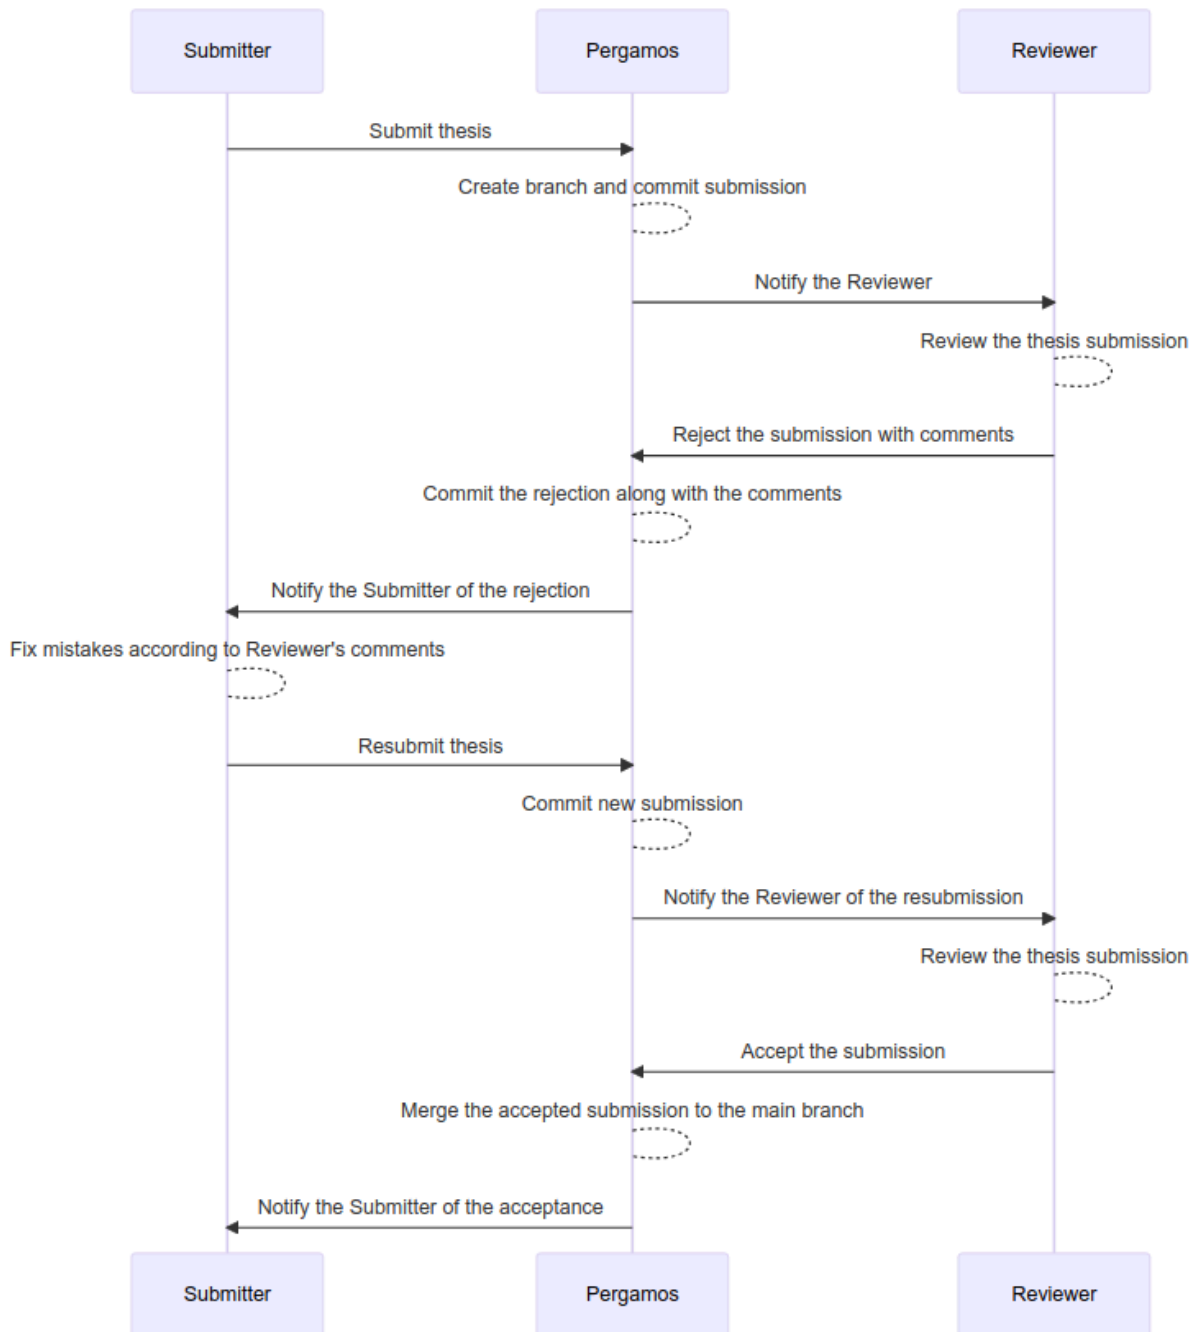 Submitter
Pergamos
Reviewer
Submit thesis
Create branch and commit submission
Notify the Reviewer
Review the thesis submission
Reject the submission with comments
Commit the rejection along with the comments
Notify the Submitter of the rejection
Fix mistakes according to Reviewer's comments
Resubmit thesis
Commit new submission
Notify the Reviewer of the resubmission
Review the thesis submission
Accept the submission
Merge the accepted submission to the main branch
Notify the Submitter of the acceptance
Submitter
Pergamos
Reviewer